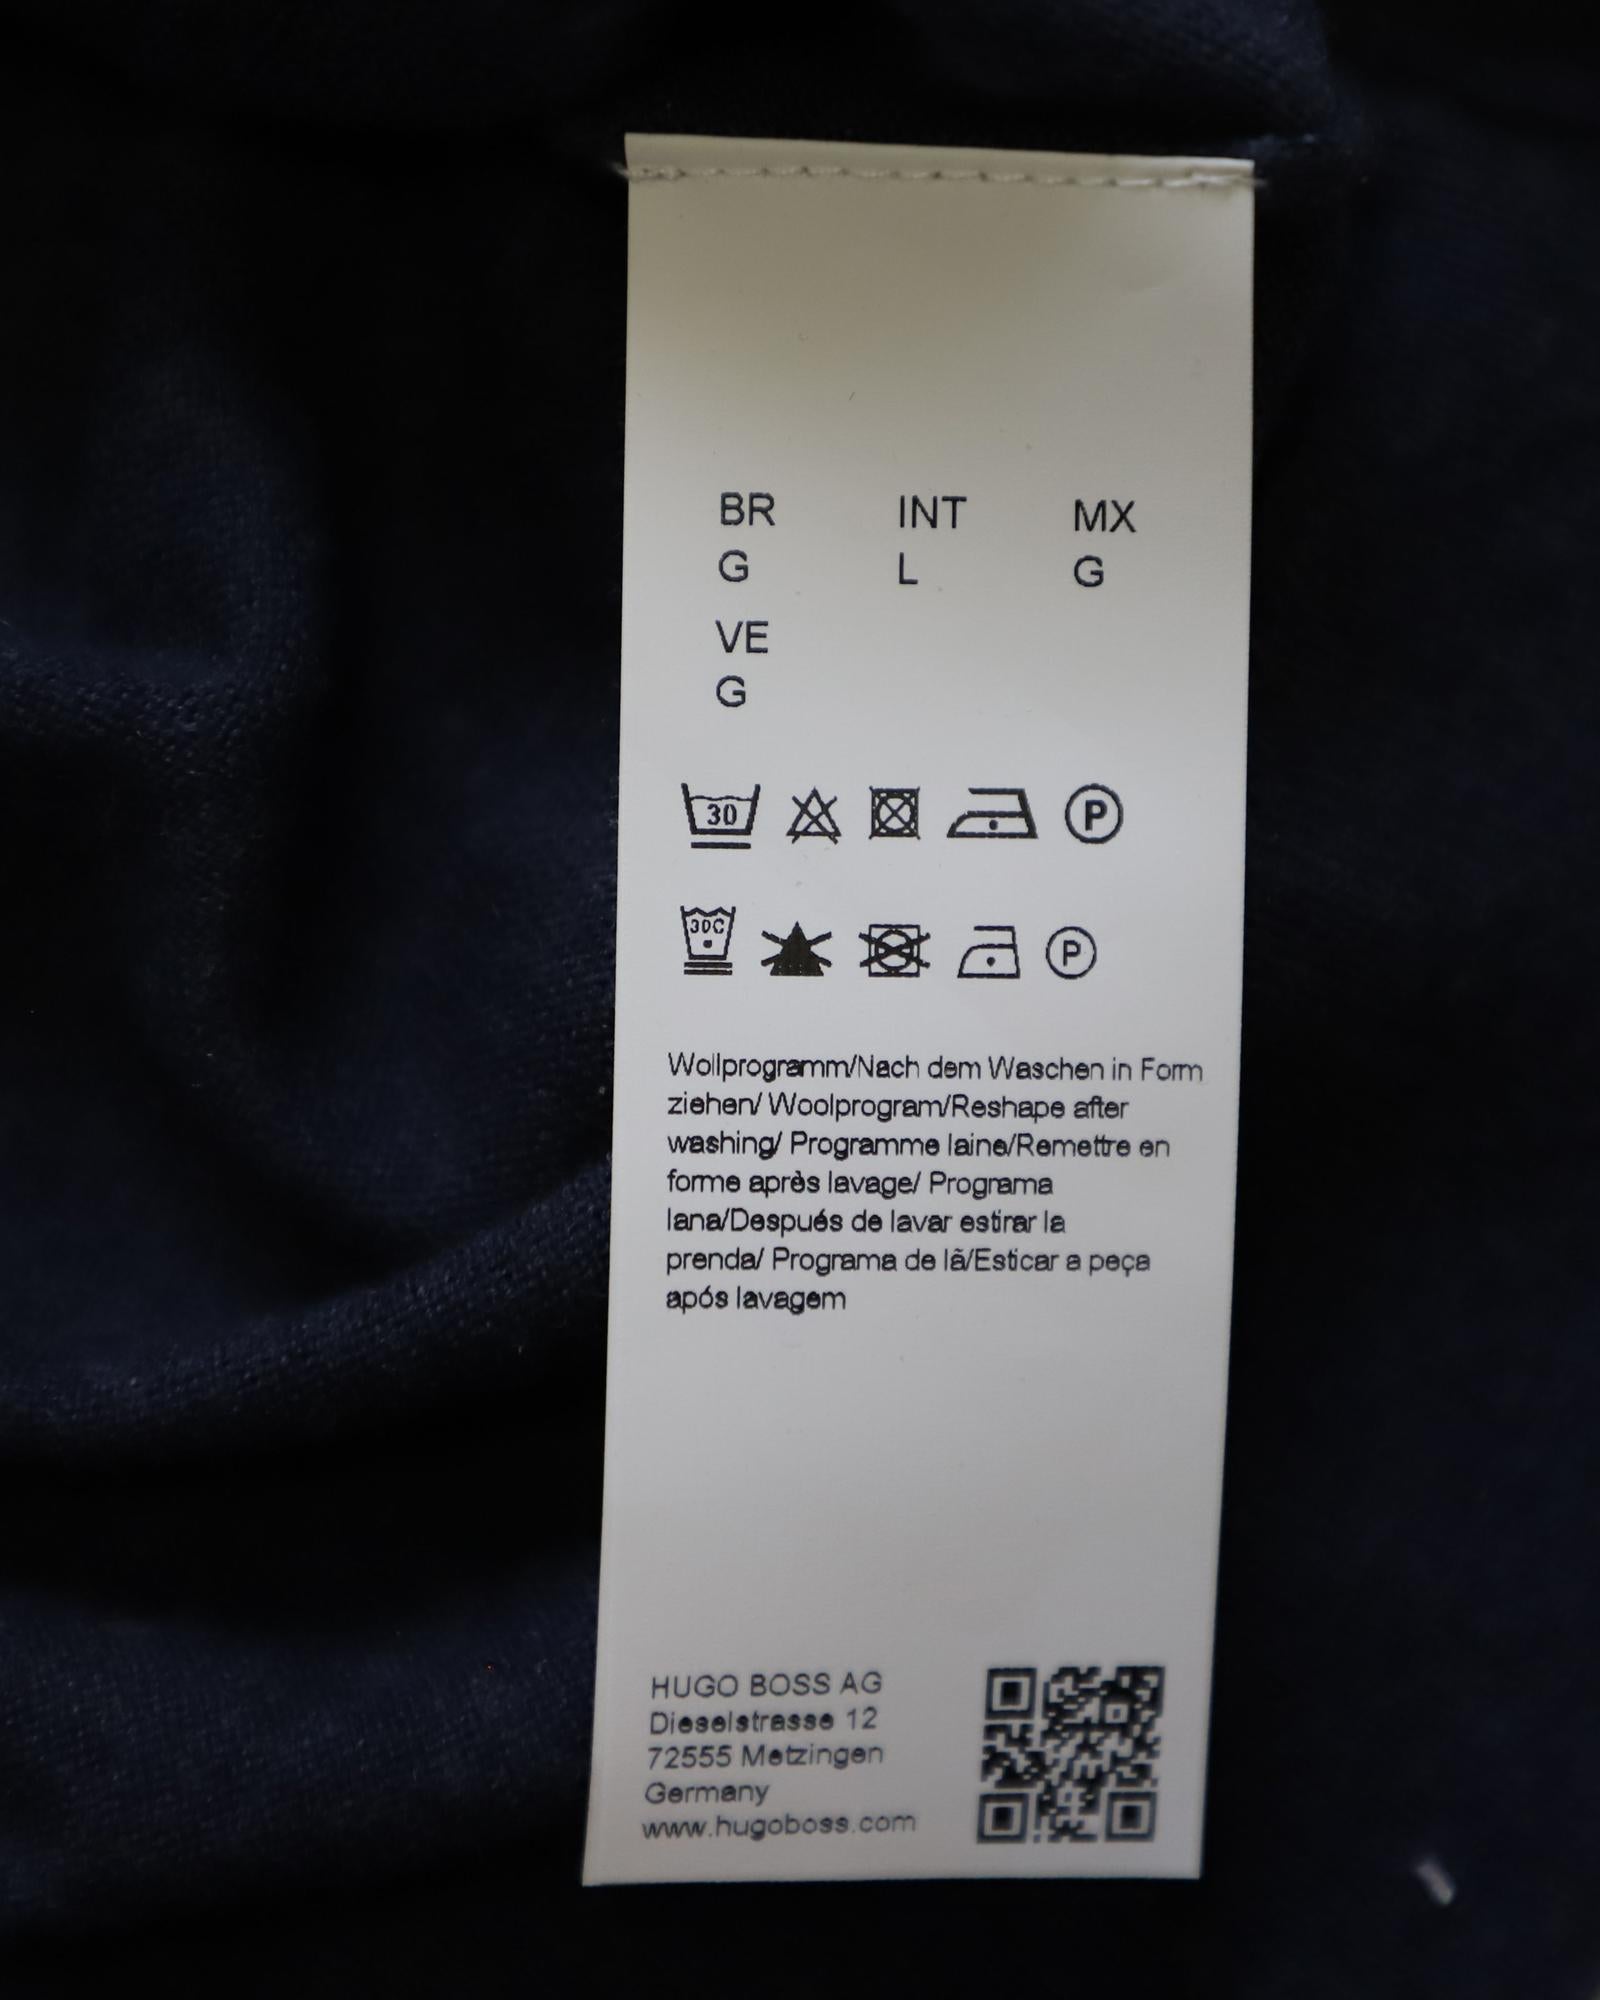 BR INT MX
G L G
VE
G
30 P
30C P
Wollprogramm/Nach dem Waschen in Form
ziehen/ Woolprogram/Reshape after
washing/ Programme laine/Remettre en
forme après lavage/ Programa
lana/Después de lavar estirar la
prenda/ Programa de lã/Esticar a peça
após lavagem
HUGO BOSS AG
Dieselstrasse 12
72555 Metzingen
Germany
www.hugoboss.com